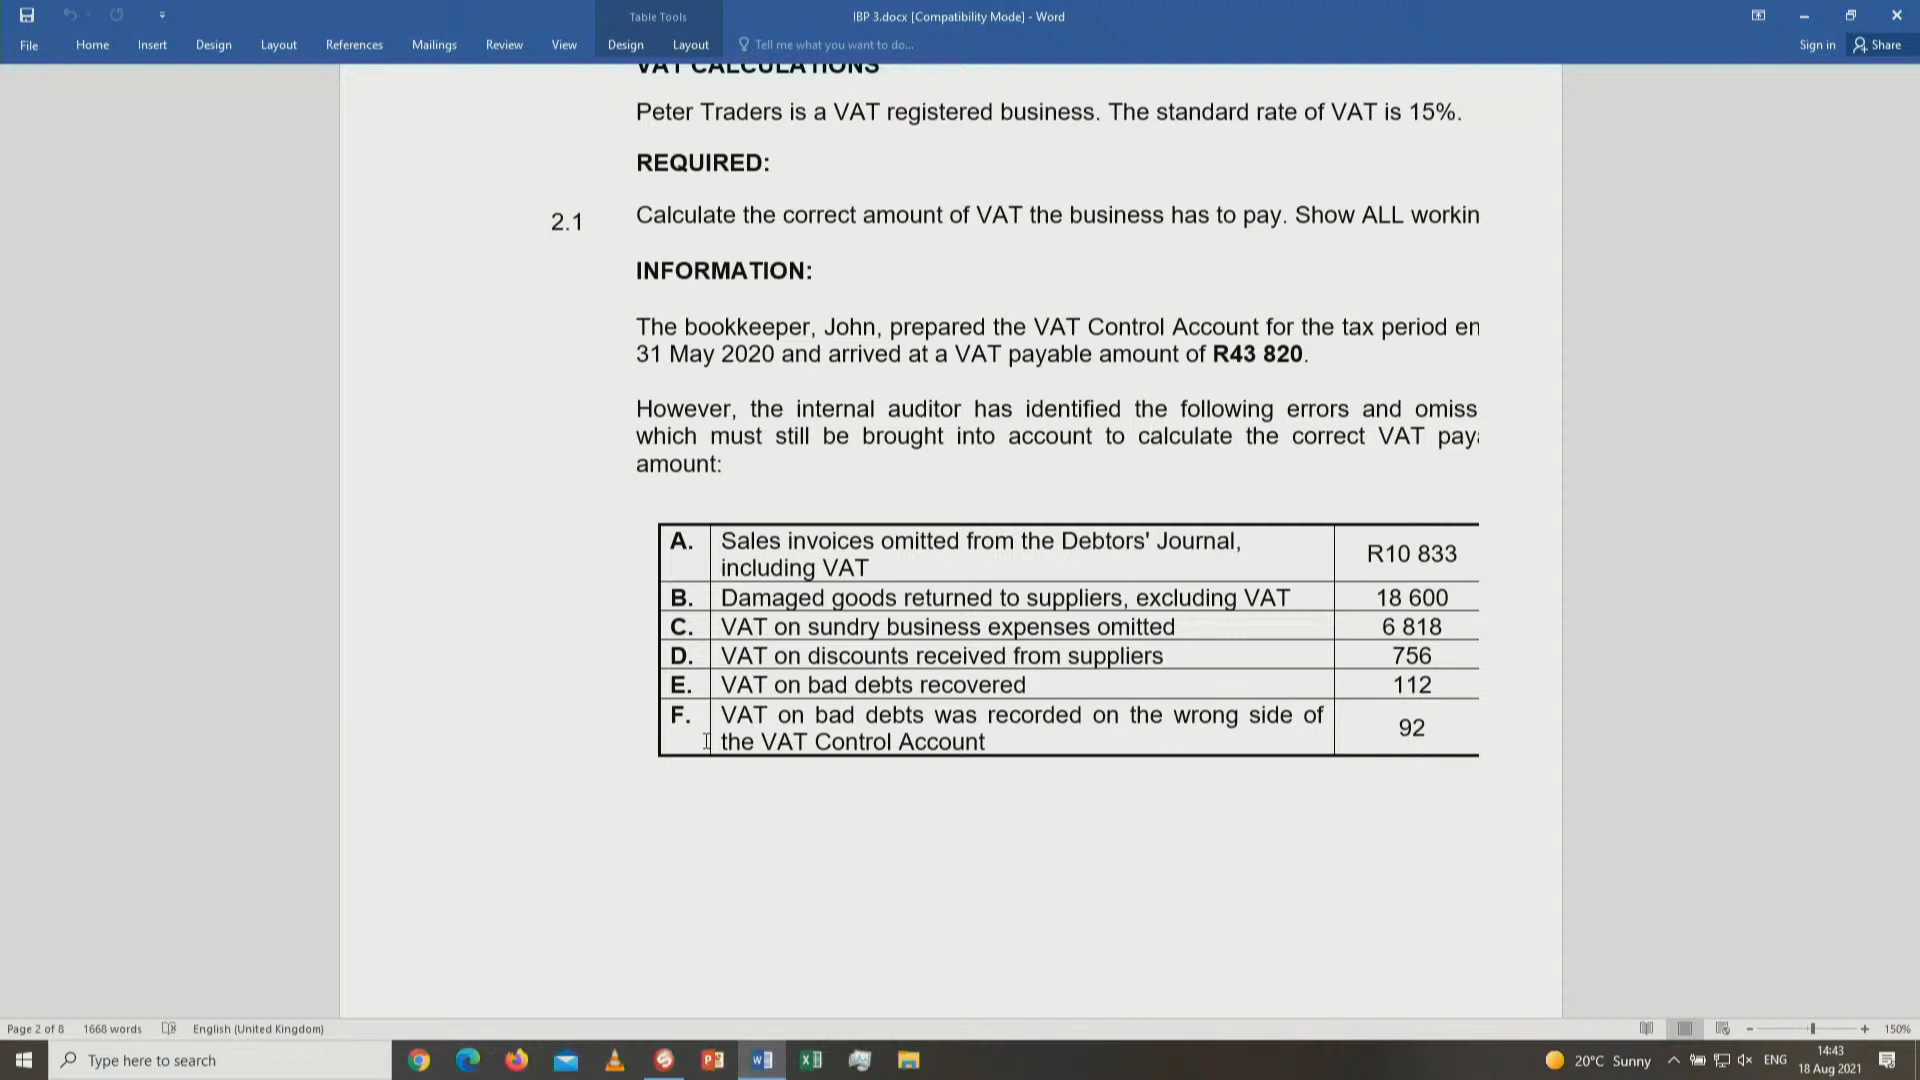 Table Tools
IBP 3.docx [Compatibility Mode] - Word
File Home Insert Design Layout References Mailings Review View Design Layout Tell me what you want to do... Sign in Share
VAT CALCULATIONS
Peter Traders is a VAT registered business. The standard rate of VAT is 15%.
REQUIRED:
2.1 Calculate the correct amount of VAT the business has to pay. Show ALL workin
INFORMATION:
The bookkeeper, John, prepared the VAT Control Account for the tax period en
31 May 2020 and arrived at a VAT payable amount of R43 820.
However, the internal auditor has identified the following errors and omiss
which must still be brought into account to calculate the correct VAT pay
amount:
A. Sales invoices omitted from the Debtors' Journal,
including VAT R10 833
B. Damaged goods returned to suppliers, excluding VAT 18 600
C. VAT on sundry business expenses omitted 6 818
D. VAT on discounts received from suppliers 756
E. VAT on bad debts recovered 112
F. VAT on bad debts was recorded on the wrong side of
the VAT Control Account 92
Page 2 of 8 1668 words English (United Kingdom) 150%
Type here to search 20°C Sunny ENG 14:43
18 Aug 2021